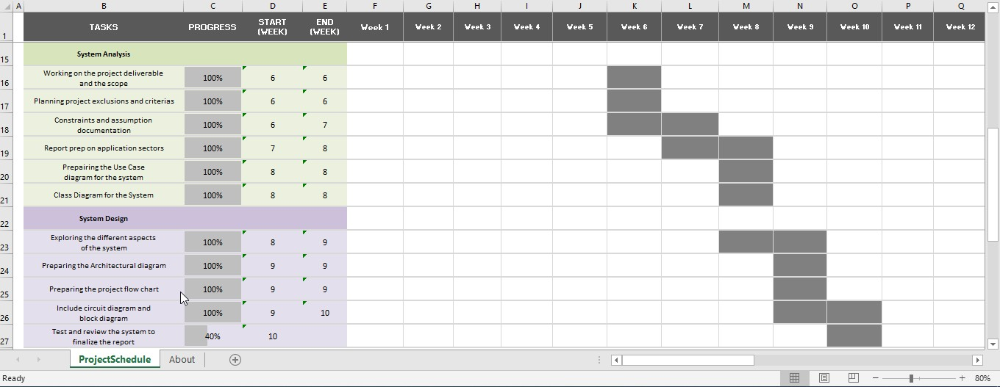 A B C D E F G H I J K L M N O P Q
1 TASKS PROGRESS START (WEEK) END (WEEK) Week 1 Week 2 Week 3 Week 4 Week 5 Week 6 Week 7 Week 8 Week 9 Week 10 Week 11 Week 12
15 System Analysis
16 Working on the project deliverable and the scope 100% 6 6
17 Planning project exclusions and criterias 100% 6 6
18 Constraints and assumption documentation 100% 6 7
19 Report prep on application sectors 100% 7 8
20 Prepairing the Use Case diagram for the system 100% 8 8
21 Class Diagram for the System 100% 8 8
22 System Design
23 Exploring the different aspects of the system 100% 8 9
24 Preparing the Architectural diagram 100% 9 9
25 Preparing the project flow chart 100% 9 9
26 Include circuit diagram and block diagram 100% 9 10
27 Test and review the system to finalize the report 40% 10
ProjectSchedule About
Ready 80%